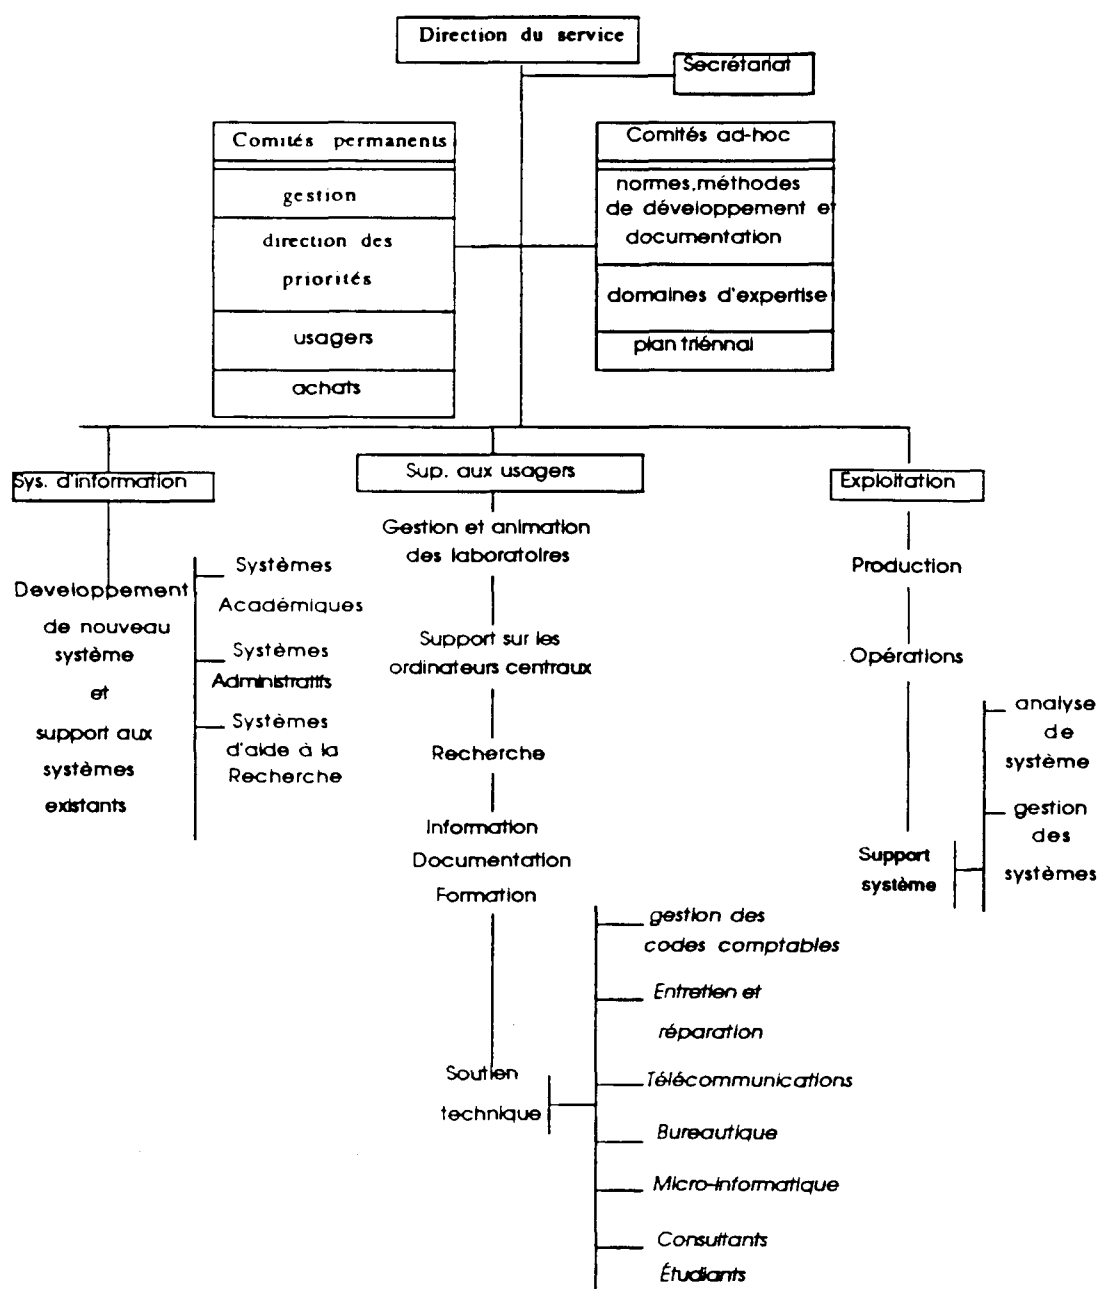 Direction du service
Secrétariat
Comités permanents
gestion
direction des
priorités
usagers
achats
Comités ad-hoc
normes,méthodes
de développement et
documentation
domaines d'expertise
plan triénnal
Sys. d'information
Developpement
de nouveau
système
et
support aux
systèmes
existants
Systèmes
Académiques
Systèmes
Administratifs
Systèmes
d'aide à la
Recherche
Sup. aux usagers
Gestion et animation
des laboratoires
Support sur les
ordinateurs centraux
Recherche
Information
Documentation
Formation
Soutien
technique
gestion des
codes comptables
Entretien et
réparation
Télécommunications
Bureautique
Micro-informatique
Consultants
Étudiants
Exploitation
Production
Opérations
Support
système
analyse
de
système
gestion
des
systèmes